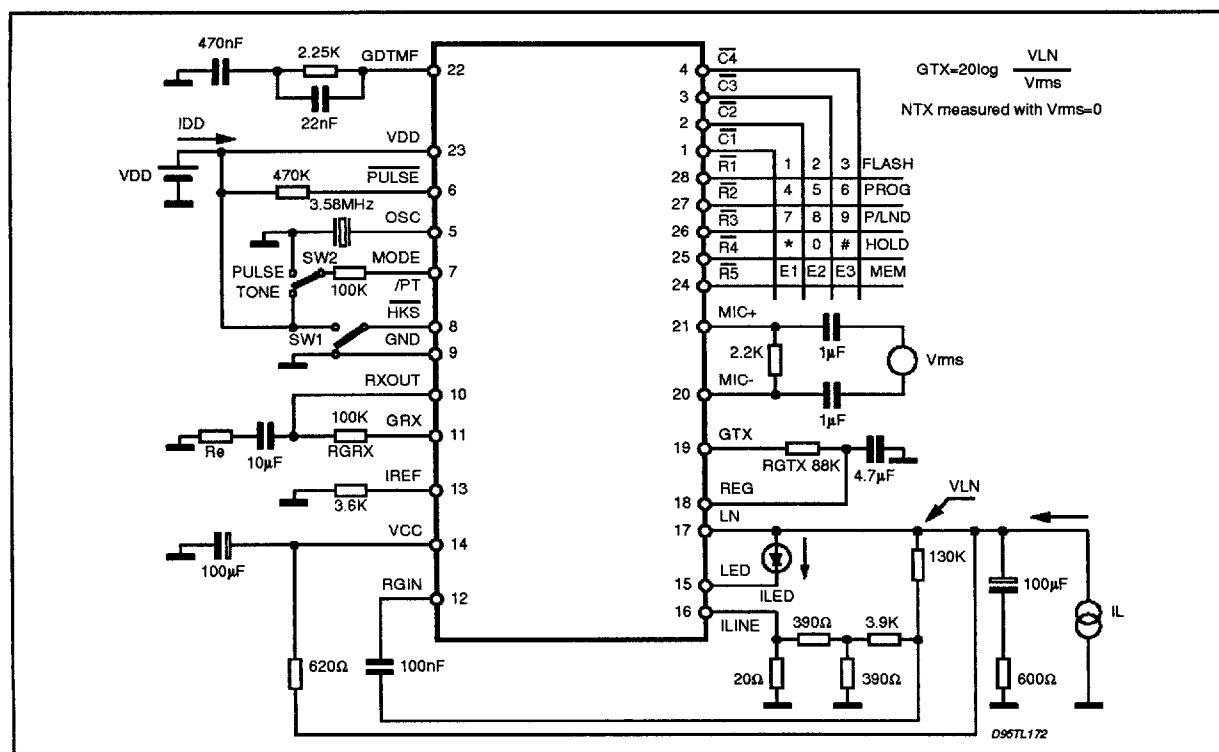 470nF
2.25K
GDTMF
22
22nF
IDD
VDD
23
VDD
470K
PULSE
6
3.58MHz
OSC
5
SW2
MODE
7
PULSE
TONE
100K
/PT
HKS
8
SW1
GND
9
RXOUT
10
100K
GRX
11
Re
10µF
RGRX
IREF
13
3.6K
VCC
14
100µF
RGIN
12
620Ω
100nF
4
C4
3
C3
2
C2
1
C1
GTX=20log VLN
Vrms
NTX measured with Vrms=0
R1
1 2 3 FLASH
28
R2
4 5 6 PROG
27
R3
7 8 9 P/LND
26
R4
* 0 # HOLD
25
R5
E1 E2 E3 MEM
24
MIC+
21
2.2K
1µF
Vrms
MIC-
20
1µF
GTX
19
RGTX 88K
4.7µF
REG
18
VLN
LN
17
130K
LED
15
ILED
100µF
IL
16
ILINE
390Ω
3.9K
20Ω
390Ω
600Ω
D95TL172